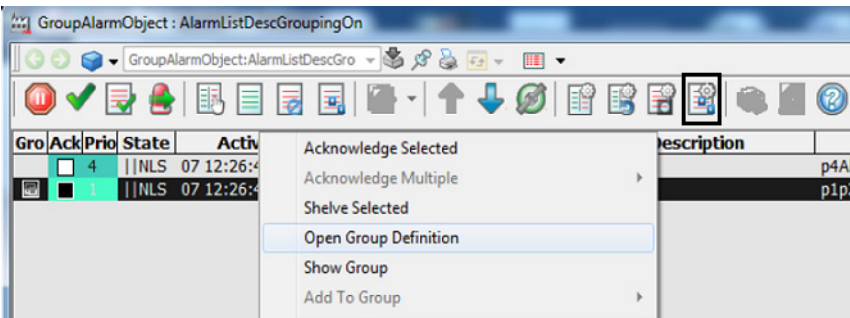 GroupAlarmObject : AlarmListDescGroupingOn
GroupAlarmObject:AlarmListDescGro
Gro Ack Prio State Activ Description
4 ||NLS 07 12:26:4 p4A
1 ||NLS 07 12:26:4 p1p
Acknowledge Selected
Acknowledge Multiple
Shelve Selected
Open Group Definition
Show Group
Add To Group